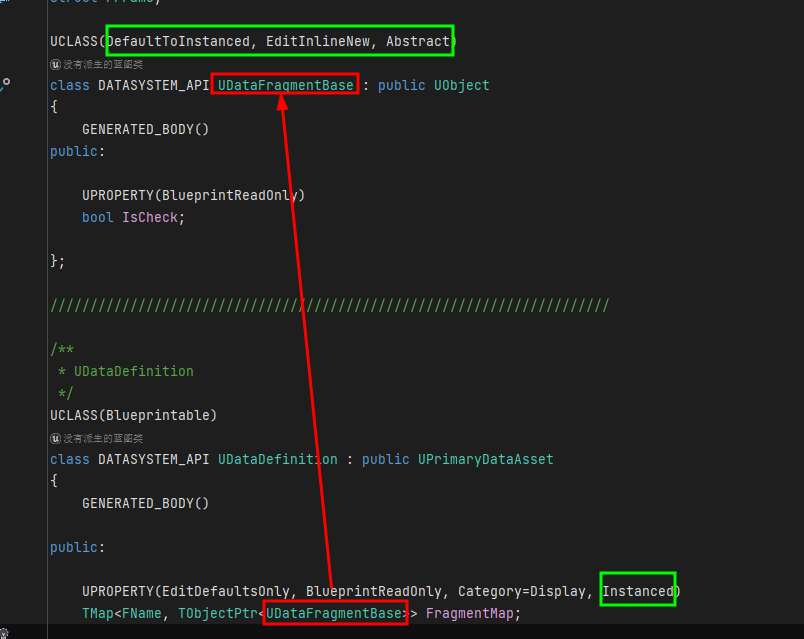 struct FFrame;
UCLASS(DefaultToInstanced, EditInlineNew, Abstract)
没有派生的蓝图类
class DATASYSTEM_API UDataFragmentBase : public UObject
{
GENERATED_BODY()
public:
UPROPERTY(BlueprintReadOnly)
bool IsCheck;
};
//////////////////////////////////////////////////////////////////////
/**
* UDataDefinition
*/
UCLASS(Blueprintable)
没有派生的蓝图类
class DATASYSTEM_API UDataDefinition : public UPrimaryDataAsset
{
GENERATED_BODY()
public:
UPROPERTY(EditDefaultsOnly, BlueprintReadOnly, Category=Display, Instanced)
TMap<FName, TObjectPtr<UDataFragmentBase>> FragmentMap;